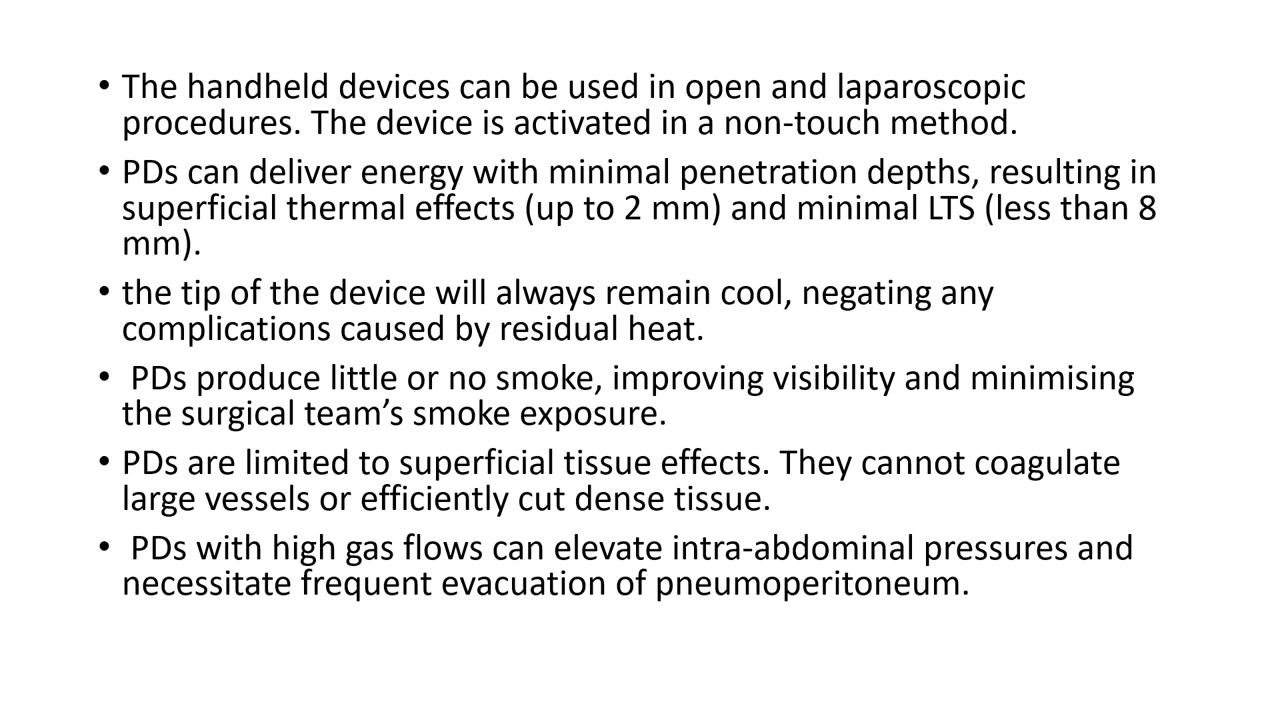 • The handheld devices can be used in open and laparoscopic
procedures. The device is activated in a non-touch method.
• PDs can deliver energy with minimal penetration depths, resulting in
superficial thermal effects (up to 2 mm) and minimal LTS (less than 8
mm).
• the tip of the device will always remain cool, negating any
complications caused by residual heat.
• PDs produce little or no smoke, improving visibility and minimising
the surgical team’s smoke exposure.
• PDs are limited to superficial tissue effects. They cannot coagulate
large vessels or efficiently cut dense tissue.
• PDs with high gas flows can elevate intra-abdominal pressures and
necessitate frequent evacuation of pneumoperitoneum.